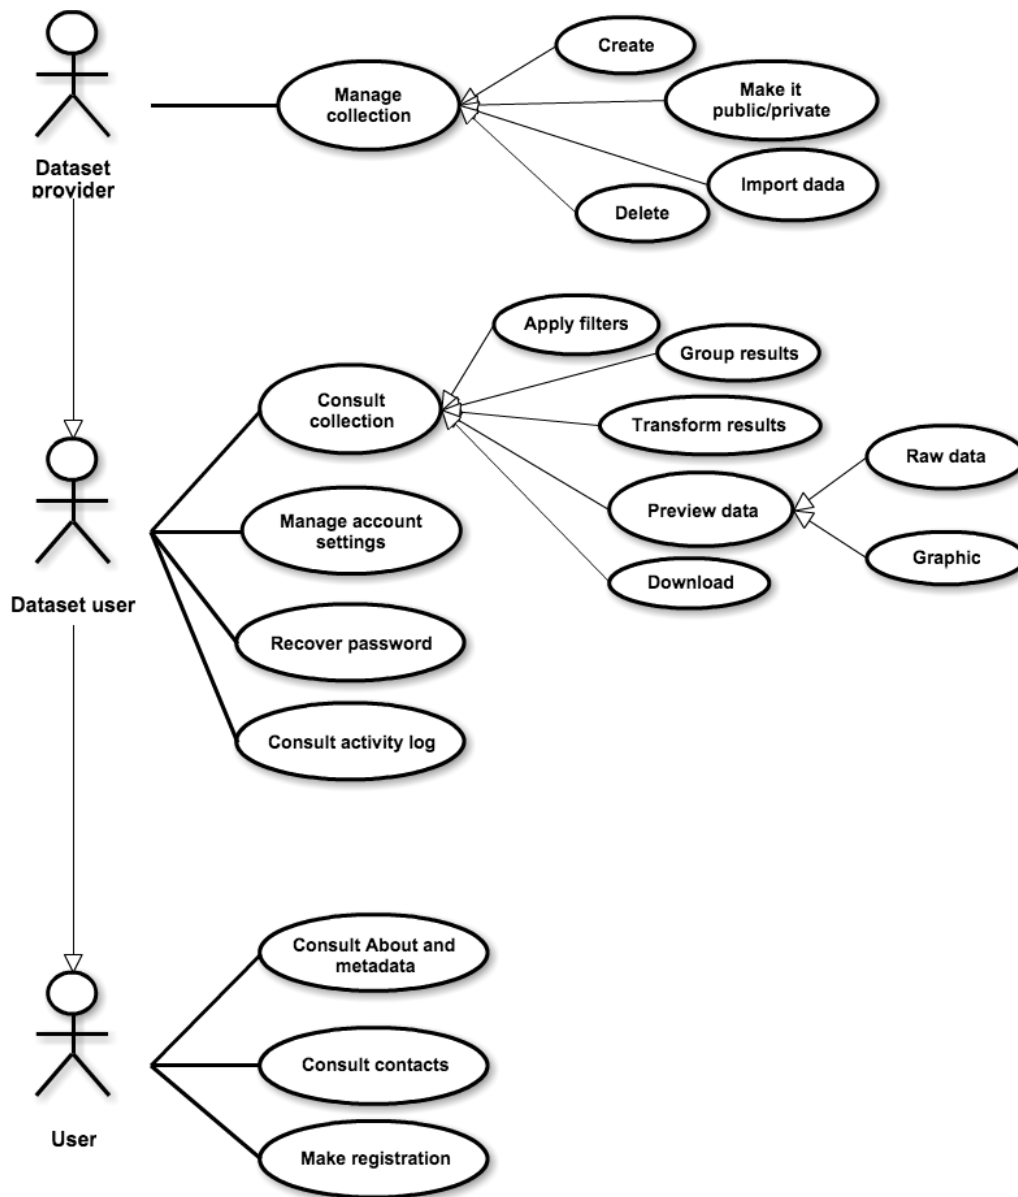 Create
Manage
collection
Make it
public/private
Import dada
Delete
Dataset
provider
Apply filters
Group results
Consult
collection
Transform results
Raw data
Preview data
Manage account
settings
Graphic
Download
Dataset user
Recover password
Consult activity log
Consult About and
metadata
Consult contacts
User
Make registration